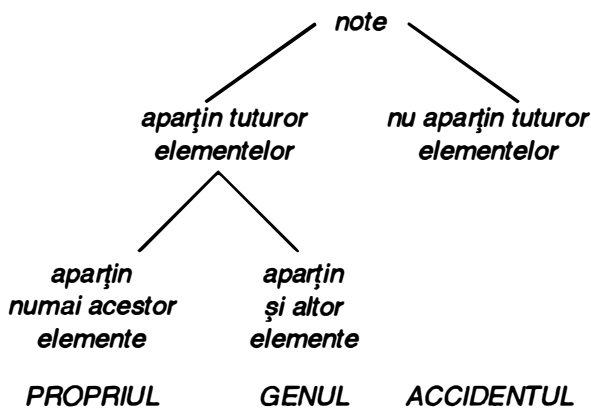 note
aparţin tuturor
elementelor
nu aparţin tuturor
elementelor
aparţin
numai acestor
elemente
aparţin
şi altor
elemente
PROPRIUL
GENUL
ACCIDENTUL